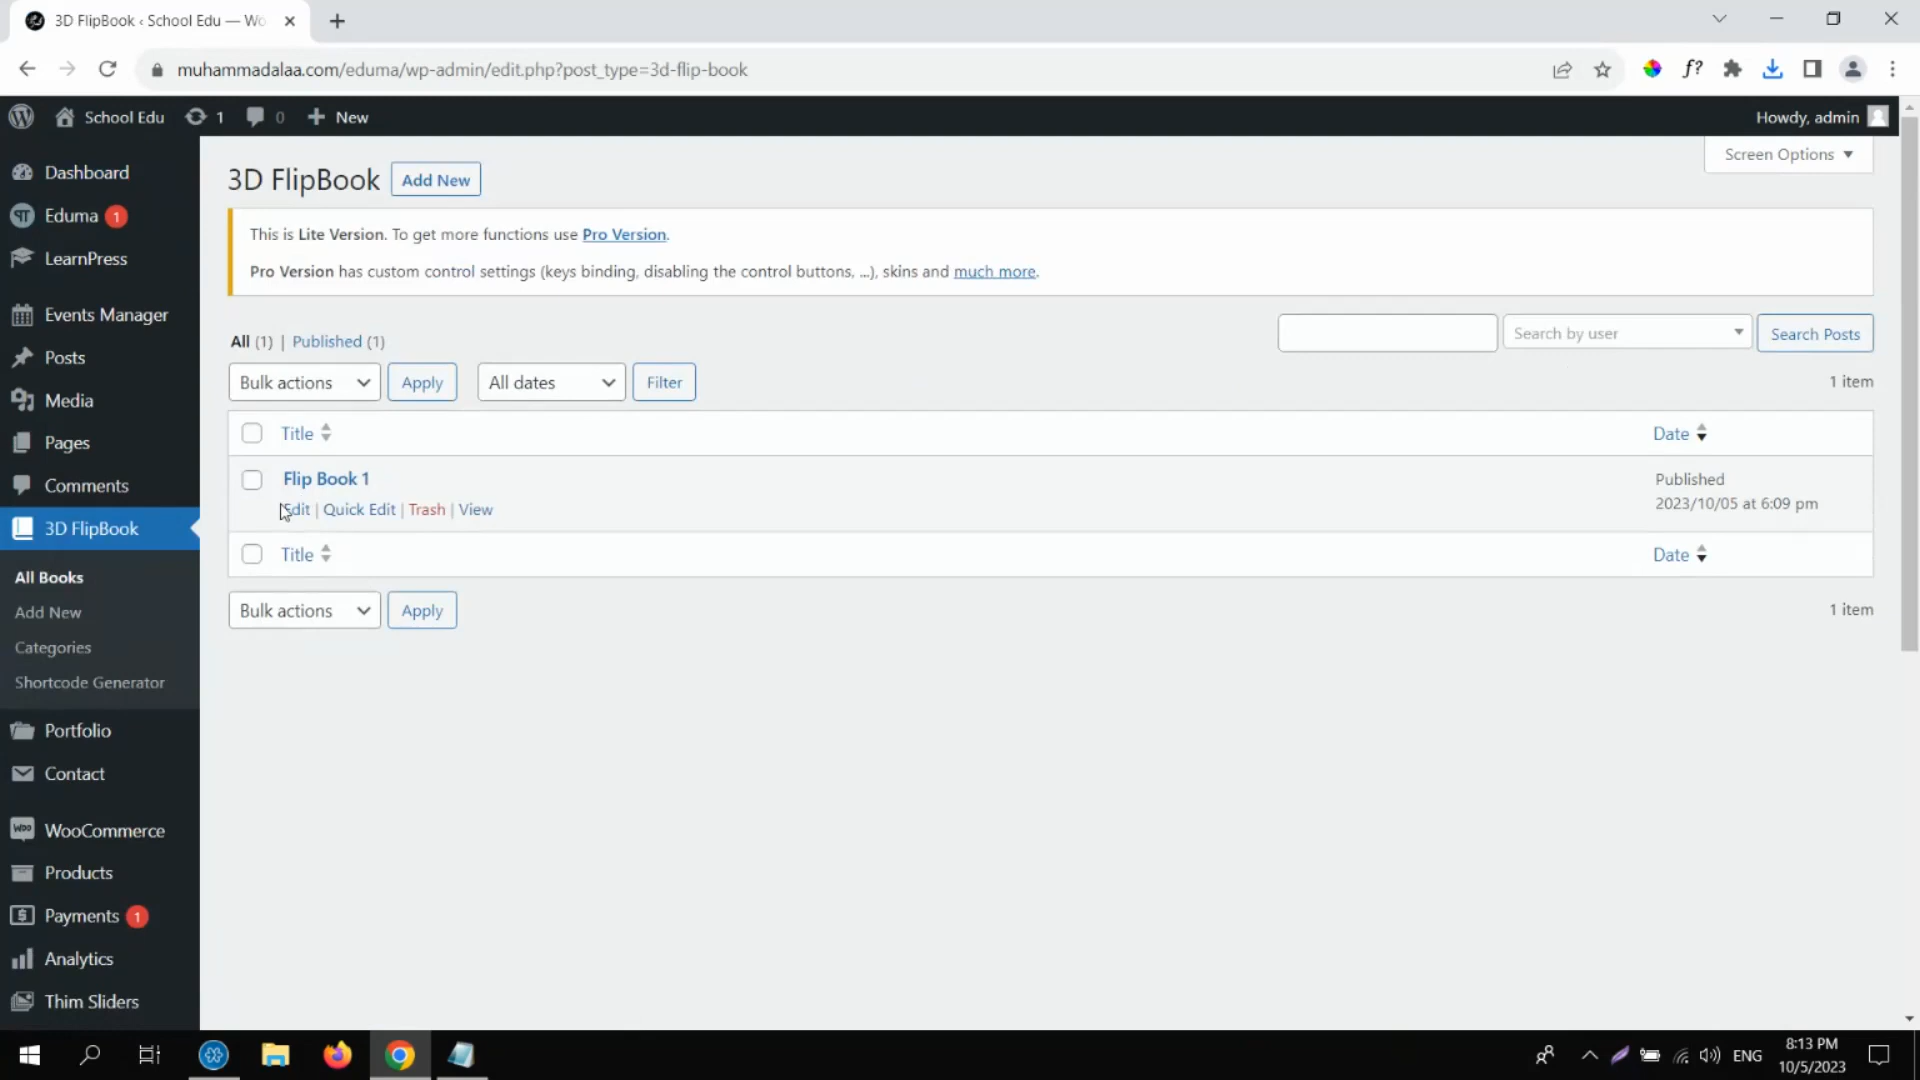 3D FlipBook ‹ School Edu — Wo
muhammadalaa.com/eduma/wp-admin/edit.php?post_type=3d-flip-book
f?
School Edu 1 0 New
Howdy, admin
Screen Options
Dashboard
Eduma 1
LearnPress
Events Manager
Posts
Media
Pages
Comments
3D FlipBook
All Books
Add New
Categories
Shortcode Generator
Portfolio
Contact
WooCommerce
Products
Payments 1
Analytics
Thim Sliders
3D FlipBook Add New
This is Lite Version. To get more functions use Pro Version.
Pro Version has custom control settings (keys binding, disabling the control buttons, ...), skins and much more.
All (1) | Published (1)
Search by user Search Posts
Bulk actions Apply All dates Filter 1 item
Title Date
Flip Book 1 Published
Edit | Quick Edit | Trash | View 2023/10/05 at 6:09 pm
Title Date
Bulk actions Apply 1 item
ENG
8:13 PM
10/5/2023